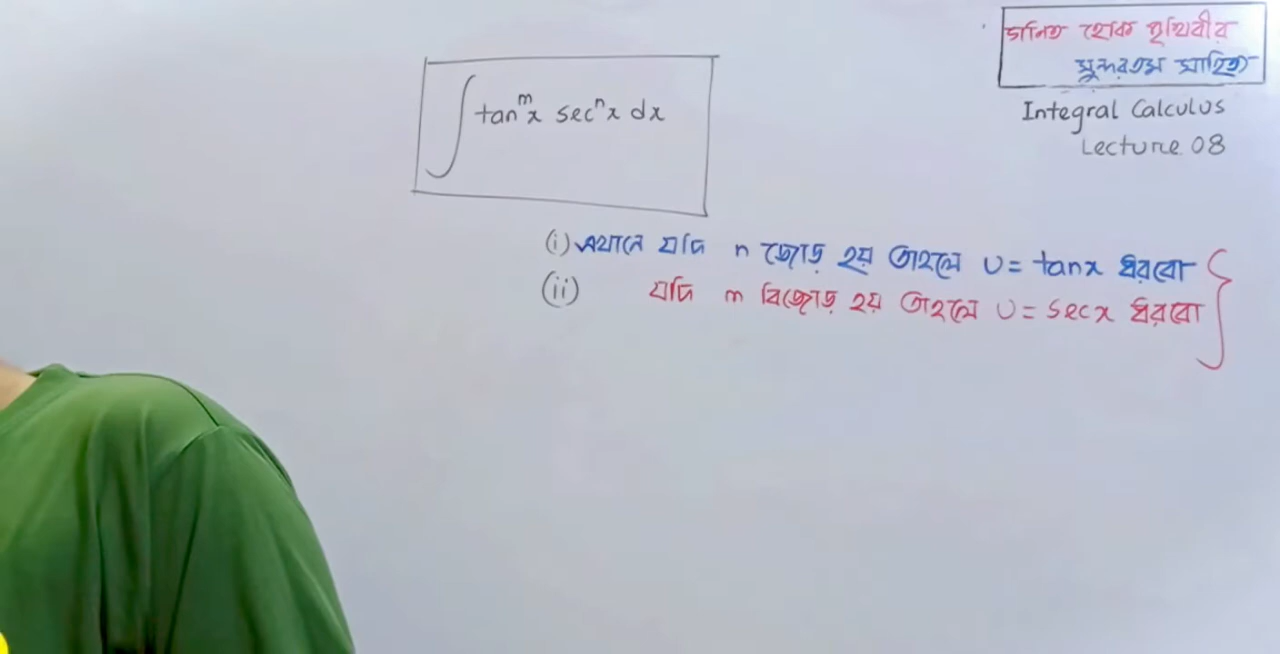 গনিত হোক পৃথিবীর
সুন্দরতম সাহিত্য
Integral Calculus
Lecture 08
∫ tanᵐx secⁿx dx
(i) এখানে যদি n জোড় হয় তাহলে u = tanx ধরবো
(ii) যদি m বিজোড় হয় তাহলে u = secx ধরবো